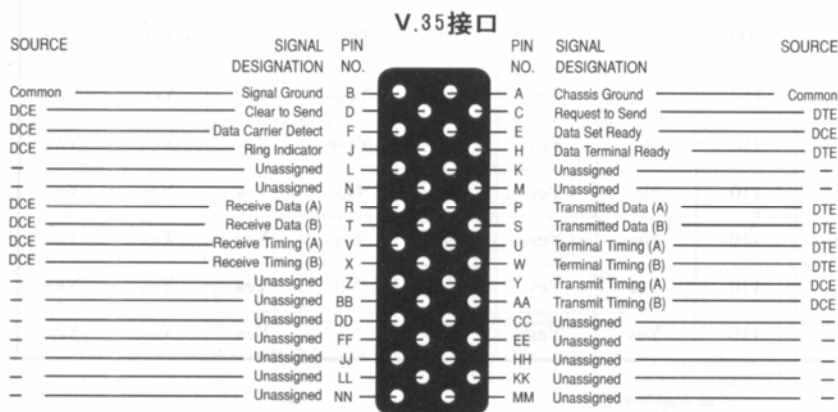 V.35接口
SOURCE SIGNAL DESIGNATION PIN NO. PIN NO. SIGNAL DESIGNATION SOURCE
Common Signal Ground B A Chassis Ground Common
DCE Clear to Send D C Request to Send DTE
DCE Data Carrier Detect F E Data Set Ready DCE
DCE Ring Indicator J H Data Terminal Ready DTE
– Unassigned L K Unassigned –
– Unassigned N M Unassigned –
DCE Receive Data (A) R P Transmitted Data (A) DTE
DCE Receive Data (B) T S Transmitted Data (B) DTE
DCE Receive Timing (A) V U Terminal Timing (A) DTE
DCE Receive Timing (B) X W Terminal Timing (B) DTE
– Unassigned Z Y Transmit Timing (A) DCE
– Unassigned BB AA Transmit Timing (B) DCE
– Unassigned DD CC Unassigned –
– Unassigned FF EE Unassigned –
– Unassigned JJ HH Unassigned –
– Unassigned LL KK Unassigned –
– Unassigned NN MM Unassigned –